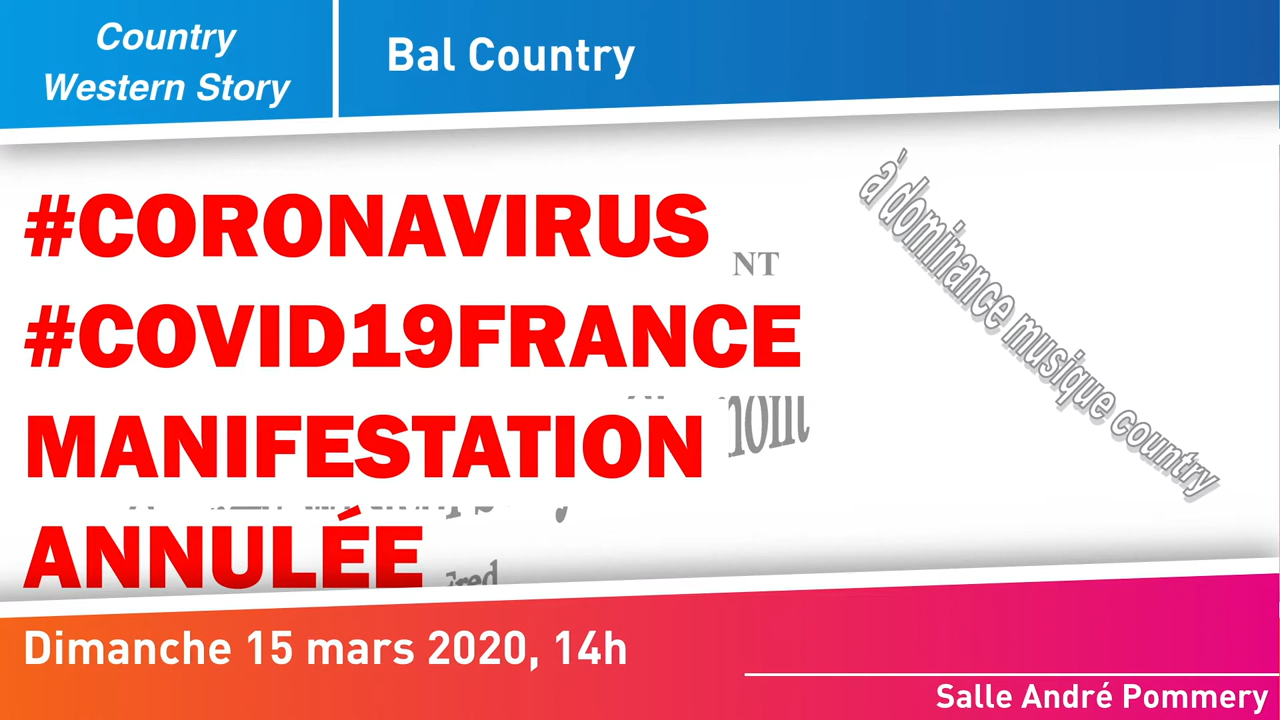 Country
Western Story
Bal Country
#CORONAVIRUS
NT
à dominance musique country
#COVID19FRANCE
MANIFESTATION
ANNULÉE
Dimanche 15 mars 2020, 14h
Salle André Pommery